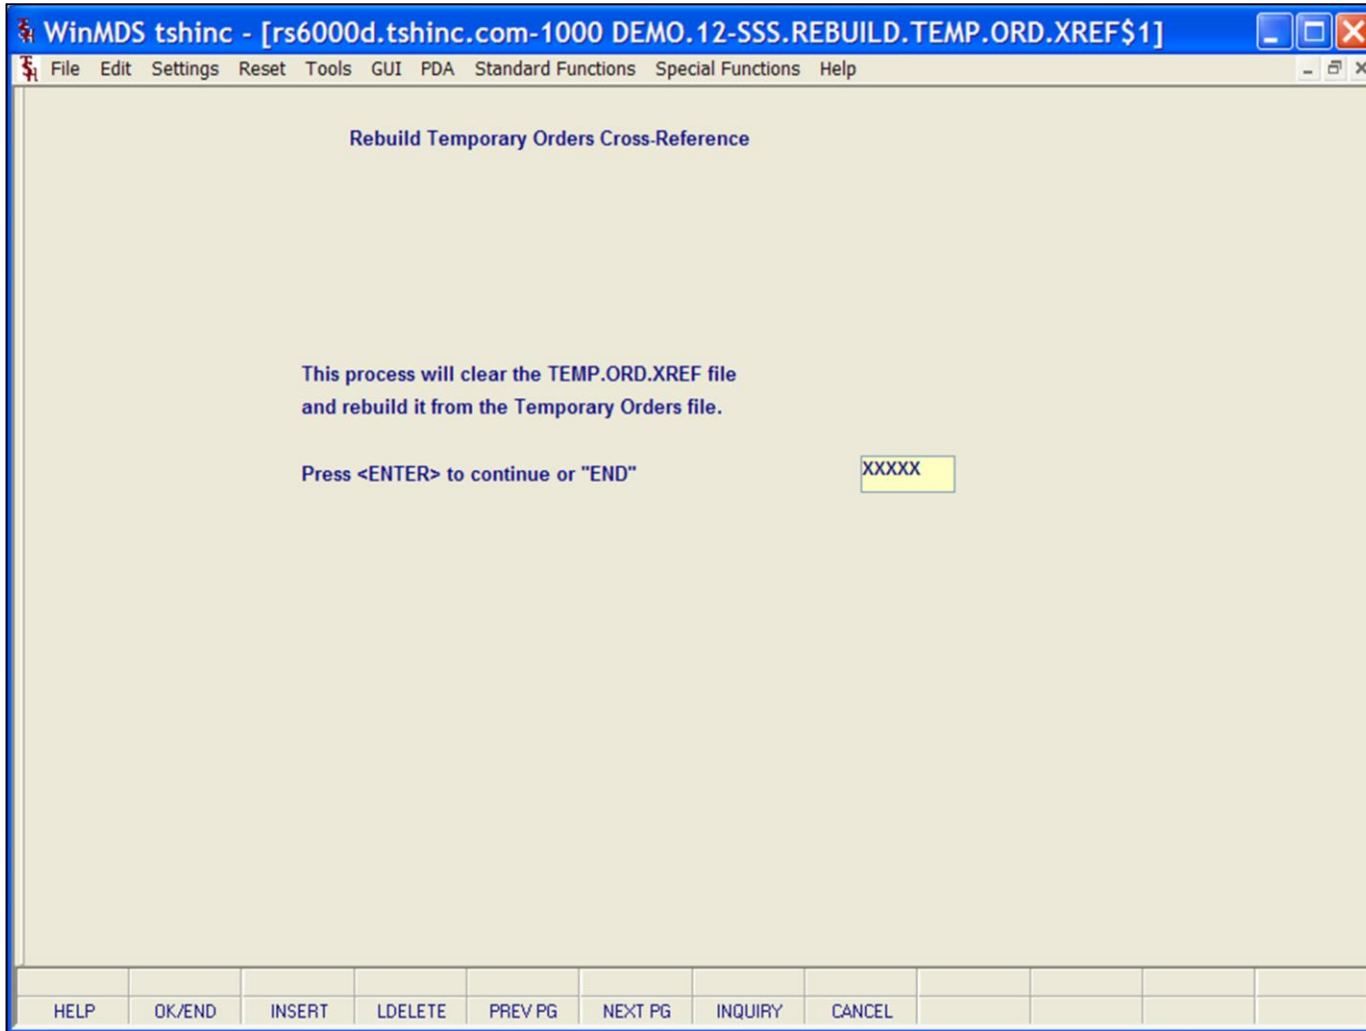 WinMDS tshinc - [rs6000d.tshinc.com-1000 DEMO.12-SSS.REBUILD.TEMP.ORD.XREF$1]
File Edit Settings Reset Tools GUI PDA Standard Functions Special Functions Help
Rebuild Temporary Orders Cross-Reference
This process will clear the TEMP.ORD.XREF file
and rebuild it from the Temporary Orders file.
Press <ENTER> to continue or "END" XXXXX
HELP OK/END INSERT LDELETE PREV PG NEXT PG INQUIRY CANCEL